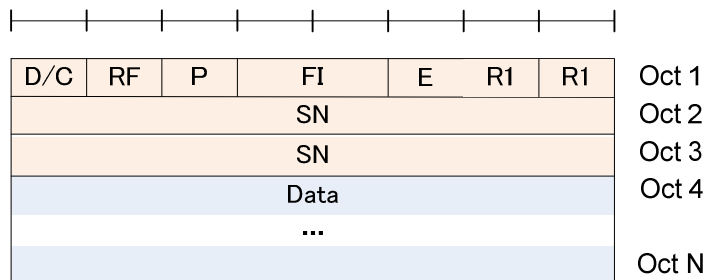 D/C RF P FI E R1 R1 Oct 1
SN Oct 2
SN Oct 3
Data Oct 4
...
Oct N